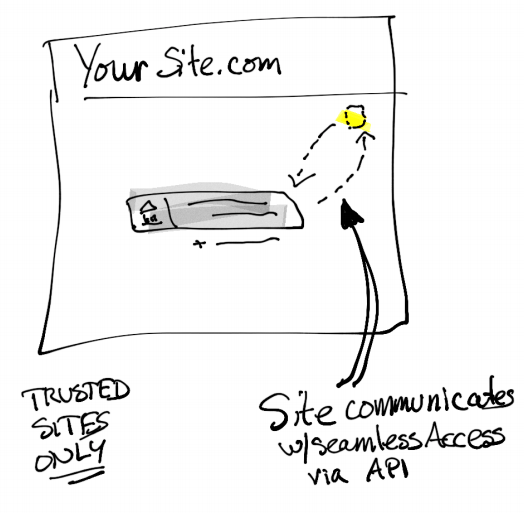 Your Site.com
TRUSTED
SITES
ONLY
Site communicates
w/seamlessAccess
via API